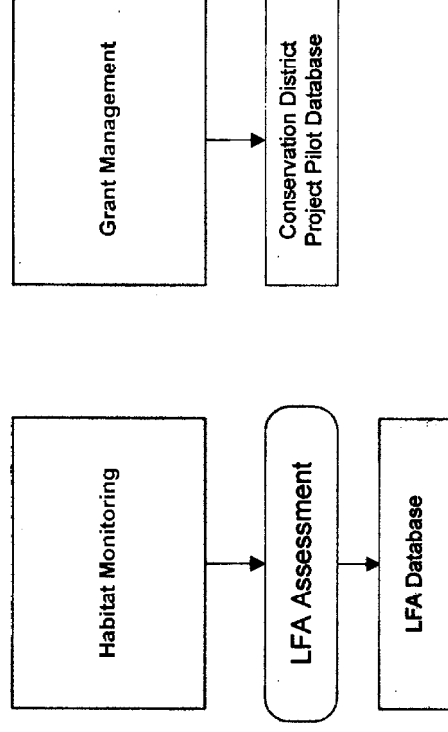 Grant Management
Conservation District
Project Pilot Database
Habitat Monitoring
LFA Assessment
LFA Database